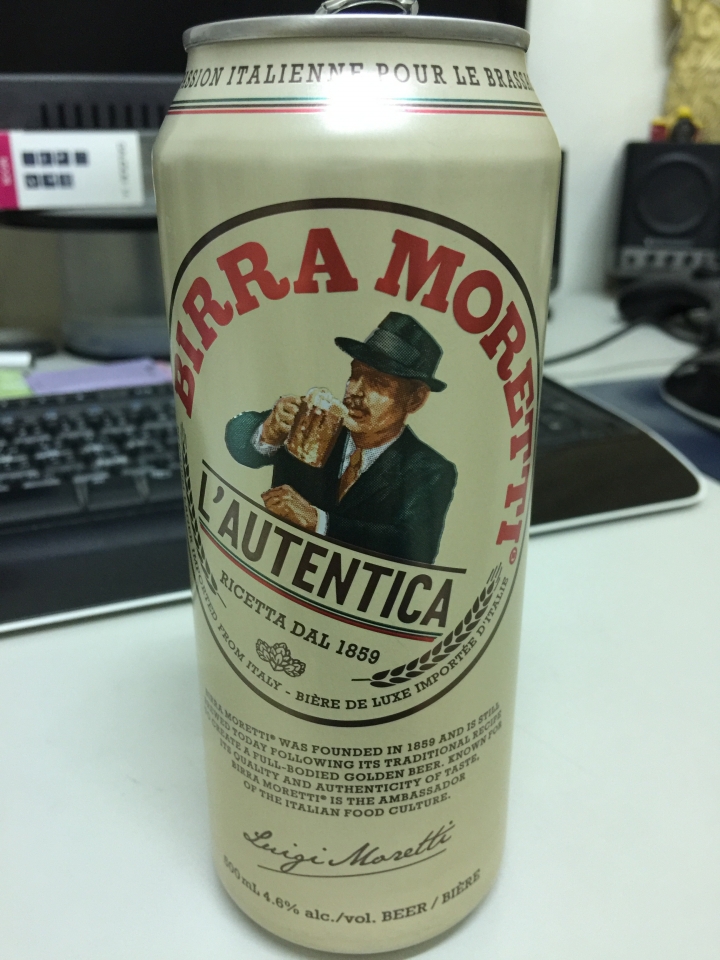 ITALIENNE POUR LE
BIRRA MORETTI®
L'AUTENTICA
RICETTA DAL 1859
IMPORTED FROM ITALY - BIÈRE DE LUXE IMPORTÉE D'ITALIE
BIRRA MORETTI® WAS FOUNDED IN 1859 AND IS STILL
BREWED TODAY FOLLOWING ITS TRADITIONAL RECIPE
TO CREATE A FULL-BODIED GOLDEN BEER. KNOWN FOR
ITS QUALITY AND AUTHENTICITY OF TASTE,
BIRRA MORETTI® IS THE AMBASSADOR
OF THE ITALIAN FOOD CULTURE.
Luigi Moretti
500 mL 4.6% alc./vol. BEER / BIÈRE